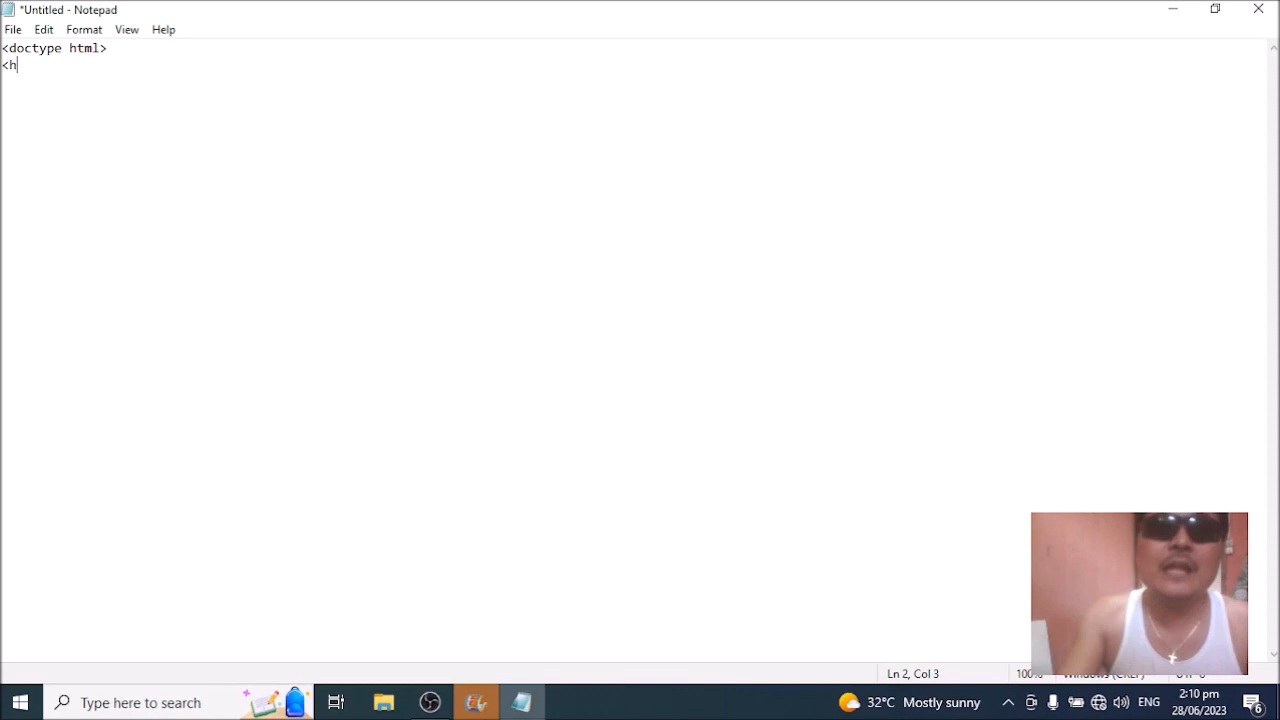 *Untitled - Notepad
File Edit Format View Help
<doctype html>
<h
Ln 2, Col 3
100%
Type here to search
32°C Mostly sunny
ENG
2:10 pm
28/06/2023
6